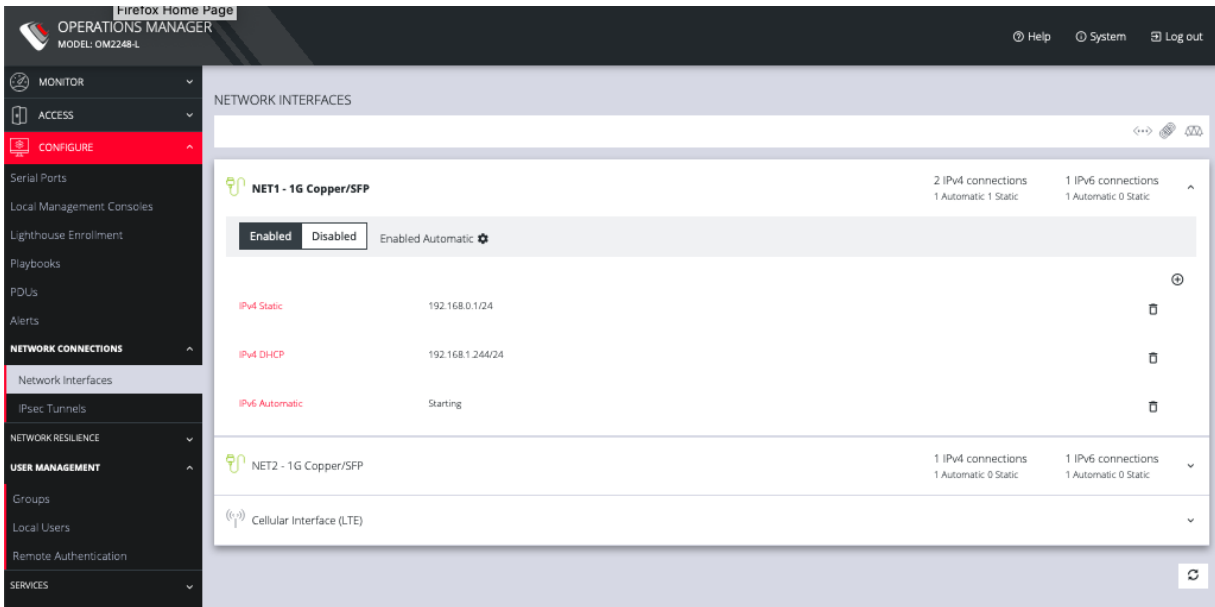 Firefox Home Page
OPERATIONS MANAGER
MODEL: OM2248-L
Help
System
Log out
MONITOR
ACCESS
CONFIGURE
Serial Ports
Local Management Consoles
Lighthouse Enrollment
Playbooks
PDUs
Alerts
NETWORK CONNECTIONS
Network Interfaces
IPsec Tunnels
NETWORK RESILIENCE
USER MANAGEMENT
Groups
Local Users
Remote Authentication
SERVICES
NETWORK INTERFACES
NET1 - 1G Copper/SFP
2 IPv4 connections
1 Automatic 1 Static
1 IPv6 connections
1 Automatic 0 Static
Enabled
Disabled
Enabled Automatic
IPv4 Static
192.168.0.1/24
IPv4 DHCP
192.168.1.244/24
IPv6 Automatic
Starting
NET2 - 1G Copper/SFP
1 IPv4 connections
1 Automatic 0 Static
1 IPv6 connections
1 Automatic 0 Static
Cellular Interface (LTE)